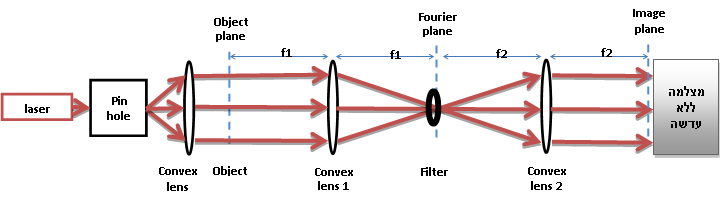 Object
plane
Fourier
plane
Image
plane
f1
f1
f2
f2
laser
Pin
hole
מצלמה
ללא
עדשה
Convex
lens
Object
Convex
lens 1
Filter
Convex
lens 2